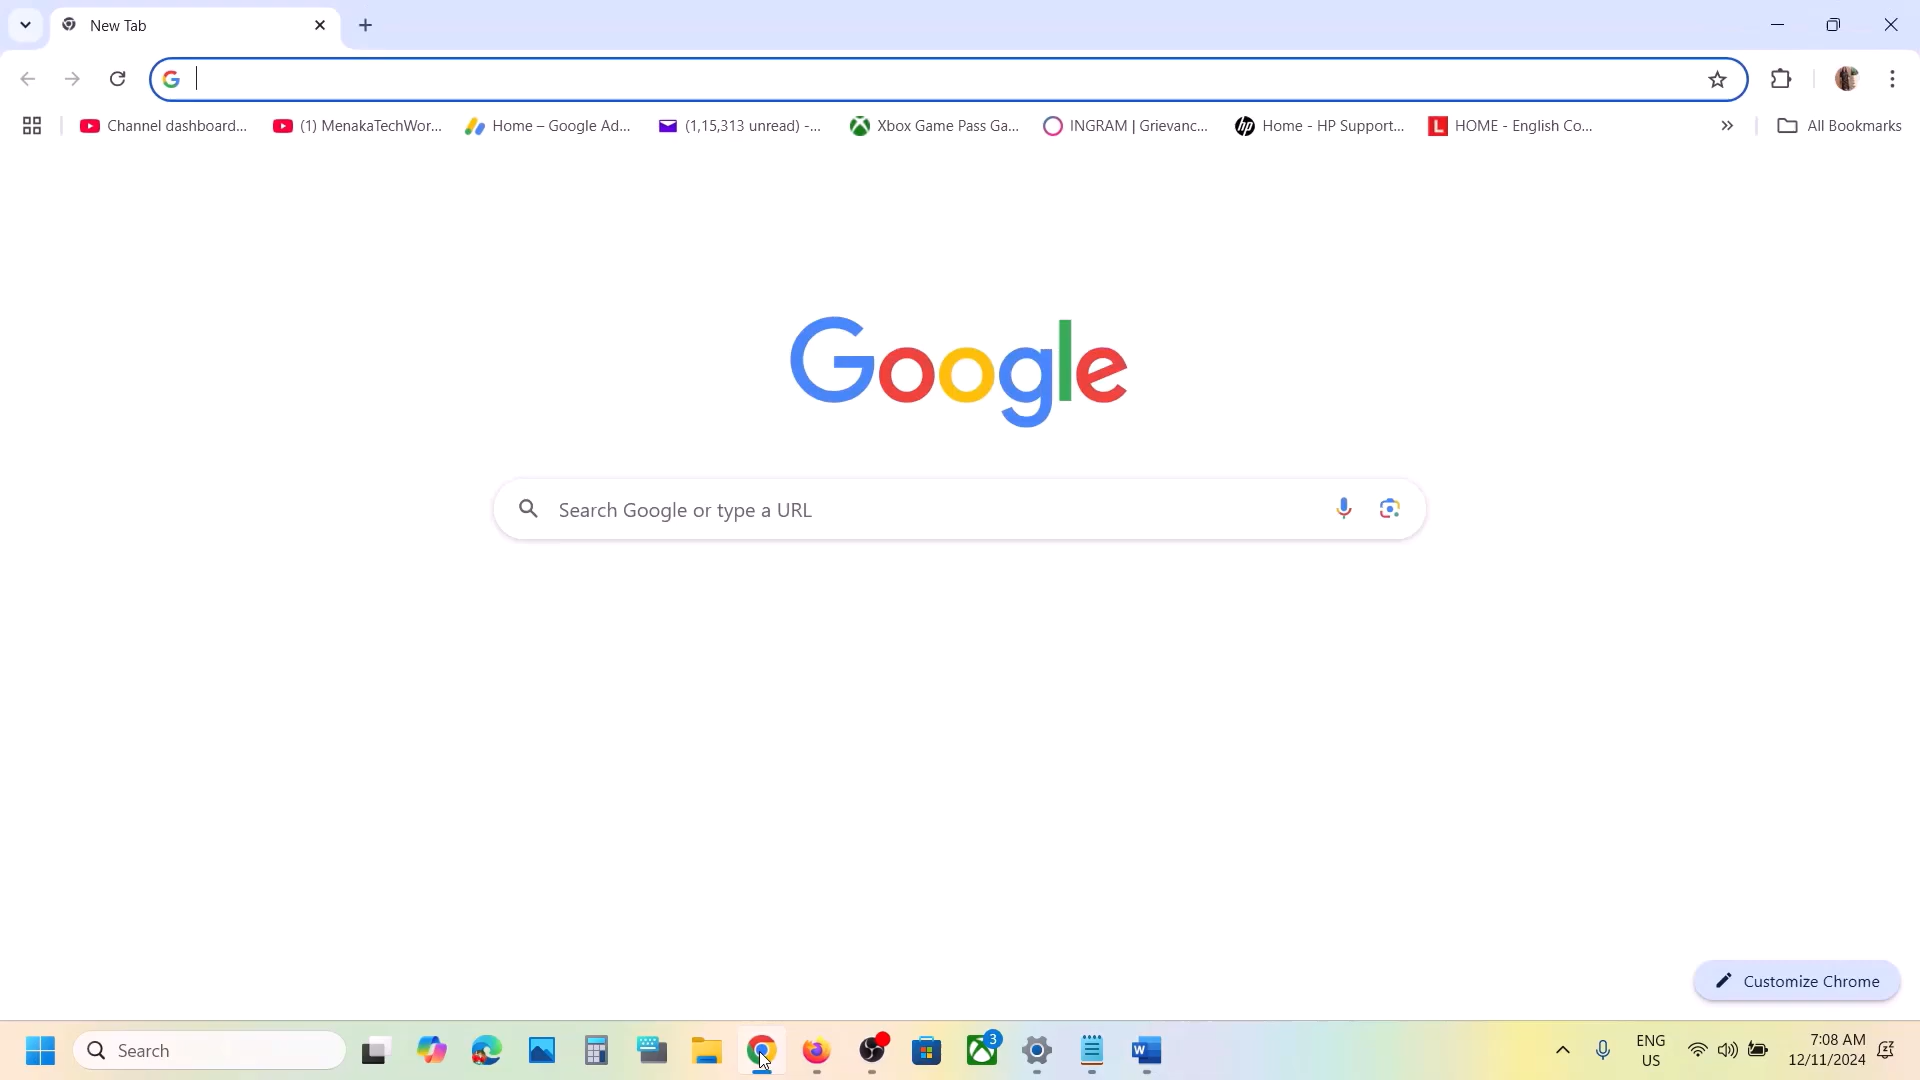 New Tab
Channel dashboard...
(1) MenakaTechWor...
Home – Google Ad...
(1,15,313 unread) -...
Xbox Game Pass Ga...
INGRAM | Grievanc...
hp
Home - HP Support...
L
HOME - English Co...
All Bookmarks
Google
Search Google or type a URL
Customize Chrome
Search
3
W
ENG
US
7:08 AM
12/11/2024